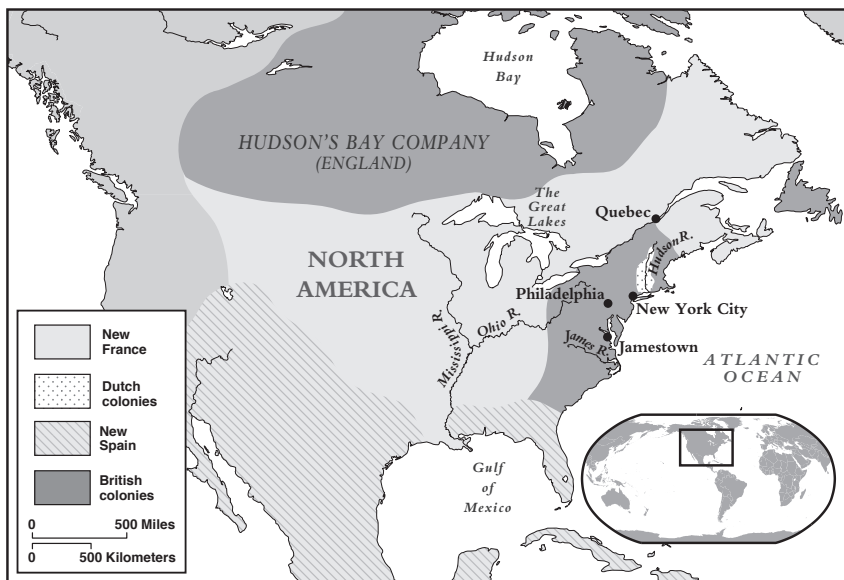 Hudson
Bay
HUDSON'S BAY COMPANY
(ENGLAND)
The
Great
Lakes
Quebec
Hudson R.
NORTH
AMERICA
Philadelphia
New York City
Mississippi R.
Ohio R.
James R.
Jamestown
ATLANTIC
OCEAN
Gulf
of
Mexico
New
France
Dutch
colonies
New
Spain
British
colonies
0 500 Miles
0 500 Kilometers